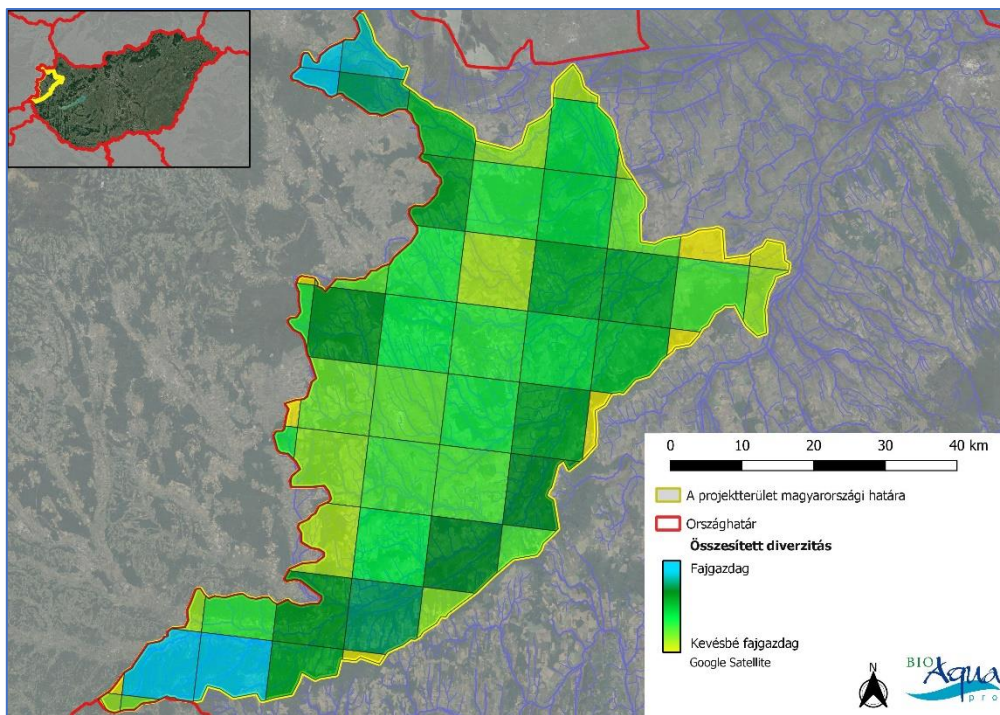 0 10 20 30 40 km
A projektterület magyarországi határa
Országhatár
Összesített diverzitás
Fajgazdag
Kevésbé fajgazdag
Google Satellite
N
BIO
Aqua
pro